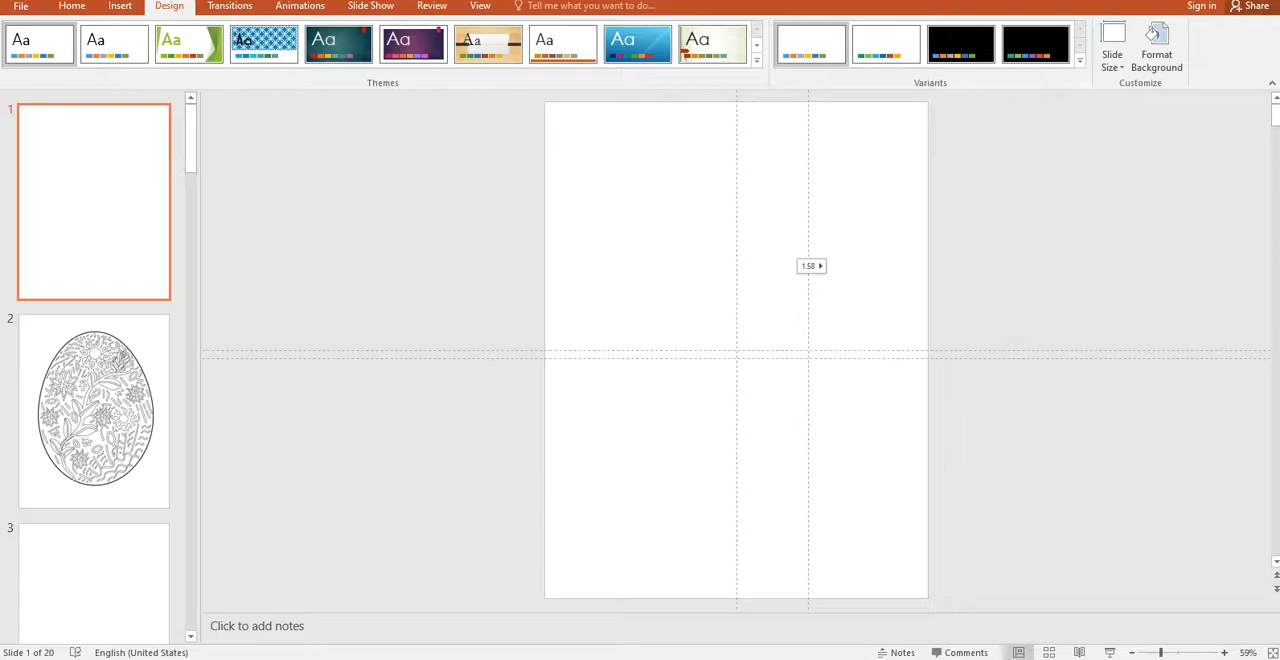 File Home Insert Design Transitions Animations Slide Show Review View Tell me what you want to do... Sign in Share
Aa Aa Aa Aa Aa Aa Aa Aa Aa Aa
Slide Size
Format Background
Themes Variants Customize
1
1.58
2
3
Click to add notes
Slide 1 of 20 English (United States) Notes Comments 59%